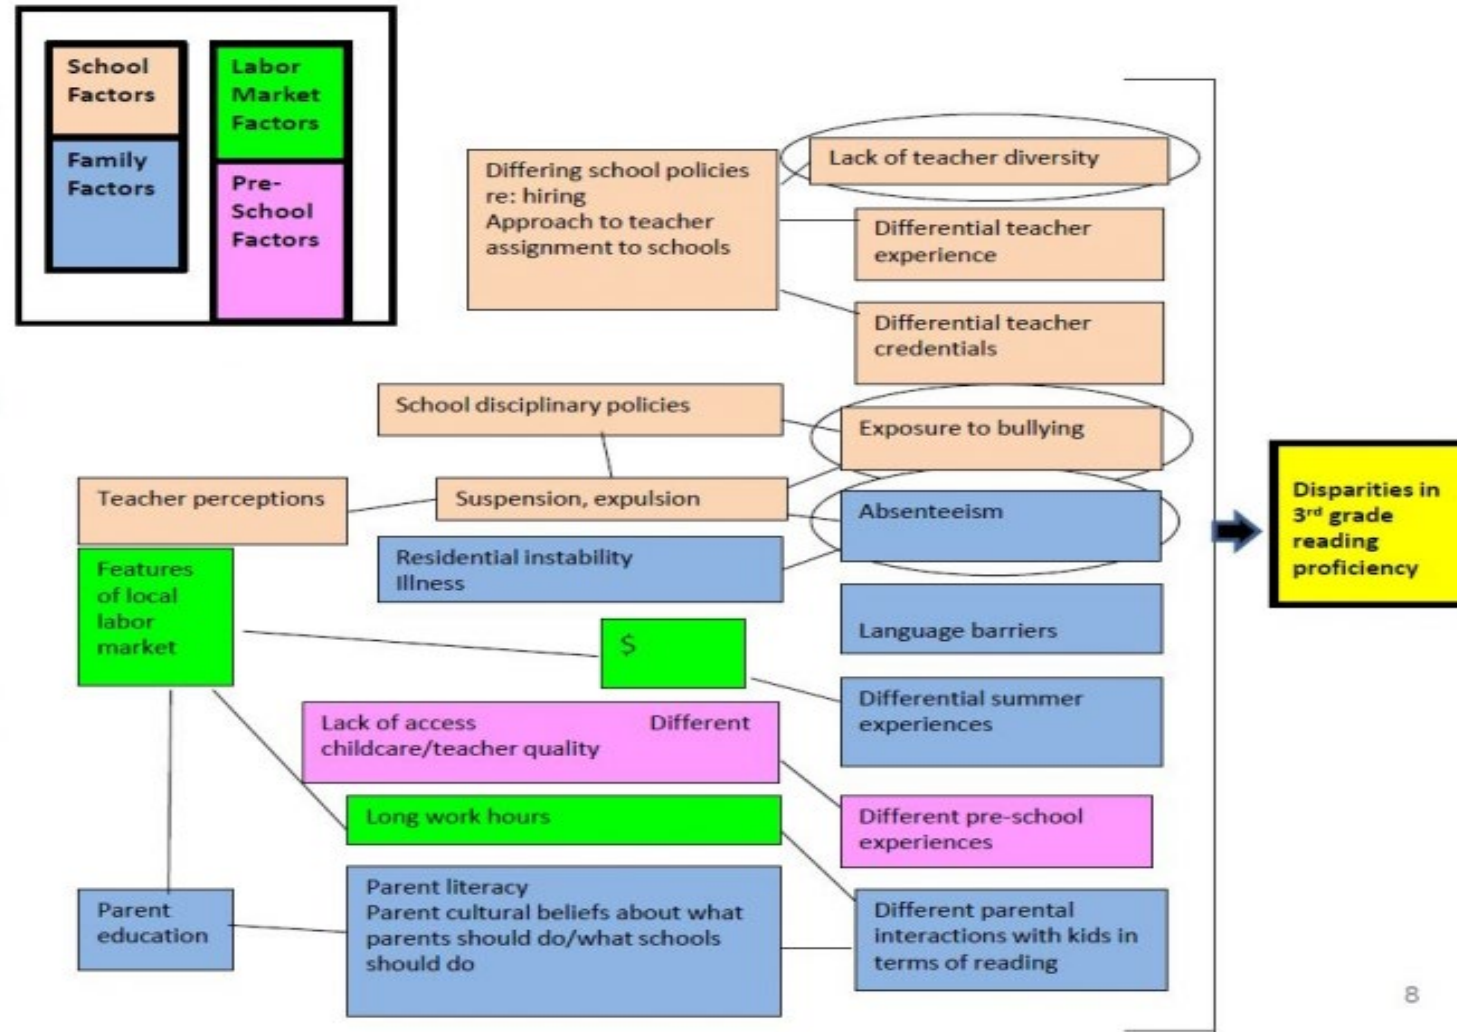 School
Factors
Family
Factors
Labor
Market
Factors
Pre-
School
Factors
Differing school policies
re: hiring
Approach to teacher
assignment to schools
Lack of teacher diversity
Differential teacher
experience
Differential teacher
credentials
School disciplinary policies
Exposure to bullying
Teacher perceptions
Suspension, expulsion
Absenteeism
Residential instability
Illness
Features
of local
labor
market
$
Language barriers
Differential summer
experiences
Lack of access Different
childcare/teacher quality
Long work hours
Different pre-school
experiences
Parent
education
Parent literacy
Parent cultural beliefs about what
parents should do/what schools
should do
Different parental
interactions with kids in
terms of reading
Disparities in
3rd grade
reading
proficiency
8